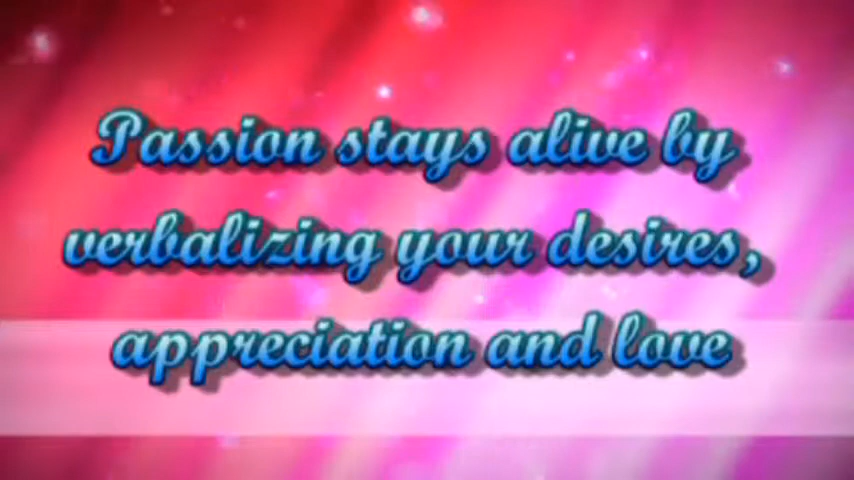 Passion stays alive by
verbalizing your desires,
appreciation and love